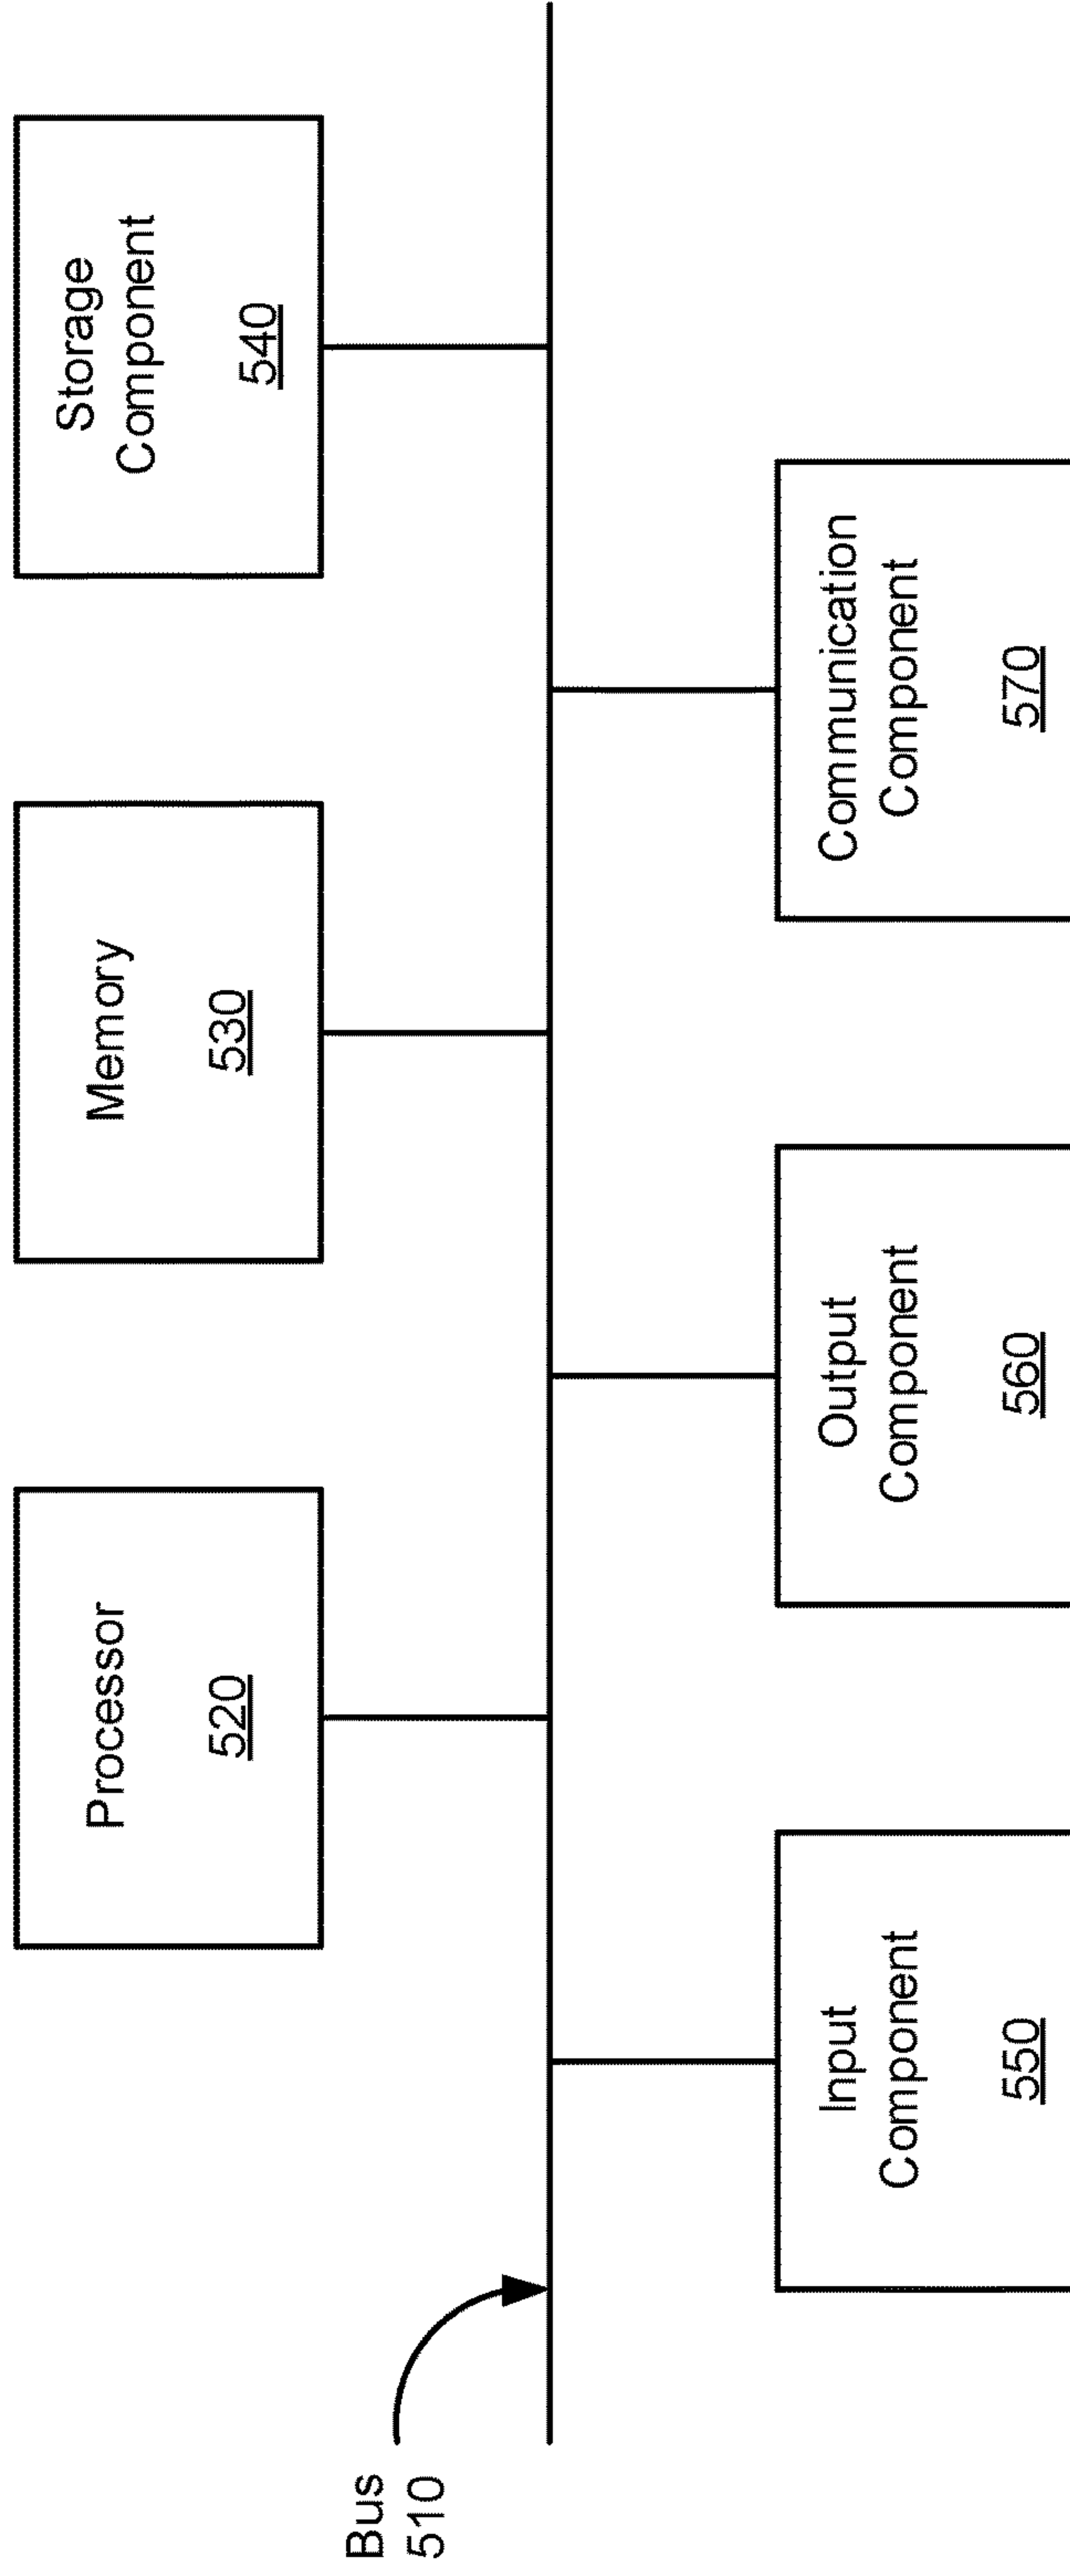 Bus
510
Processor
520
Memory
530
Storage
Component
540
Input
Component
550
Output
Component
560
Communication
Component
570